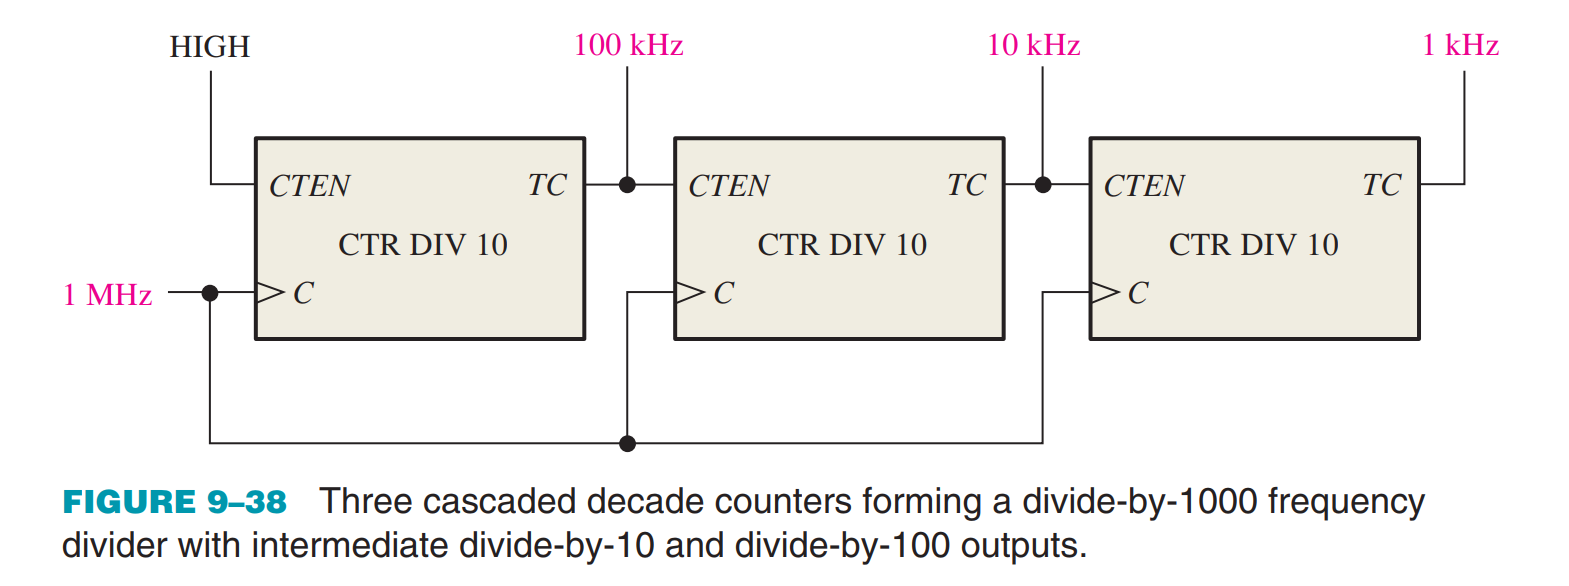 HIGH 100 kHz 10 kHz 1 kHz
CTEN TC CTEN TC CTEN TC
CTR DIV 10 CTR DIV 10 CTR DIV 10
1 MHz C C C
FIGURE 9–38 Three cascaded decade counters forming a divide-by-1000 frequency
divider with intermediate divide-by-10 and divide-by-100 outputs.